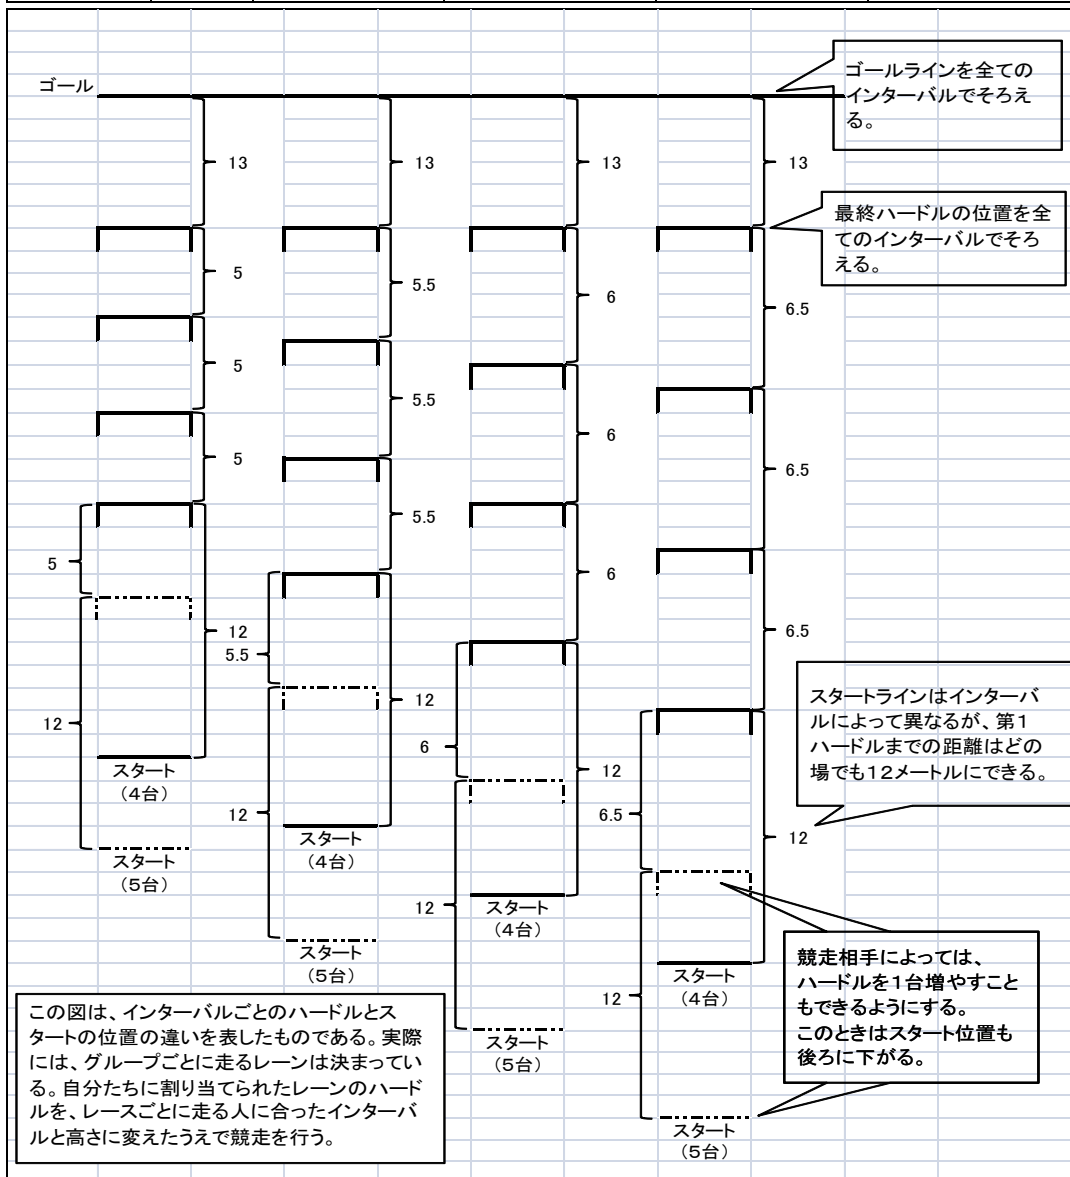 ゴール
ゴールラインを全ての
インターバルでそろえ
る。
13
13
13
13
最終ハードルの位置を全
てのインターバルでそろ
える。
5
5.5
6
6.5
5
5.5
6
6.5
5
5.5
6
6.5
5
12
5.5
12
6
12
6.5
12
スタートラインはインターバ
ルによって異なるが、第1
ハードルまでの距離はどの
場でも12メートルにできる。
12
スタート
(4台)
スタート
(5台)
12
スタート
(4台)
スタート
(5台)
12
スタート
(4台)
スタート
(5台)
12
スタート
(4台)
スタート
(5台)
競走相手によっては、
ハードルを1台増やすこと
もできるようにする。
このときはスタート位置も
後ろに下がる。
この図は、インターバルごとのハードルとス
タートの位置の違いを表したものである。実際
には、グループごとに走るレーンは決まってい
る。自分たちに割り当てられたレーンのハード
ルを、レースごとに走る人に合ったインターバ
ルと高さに変えたうえで競走を行う。